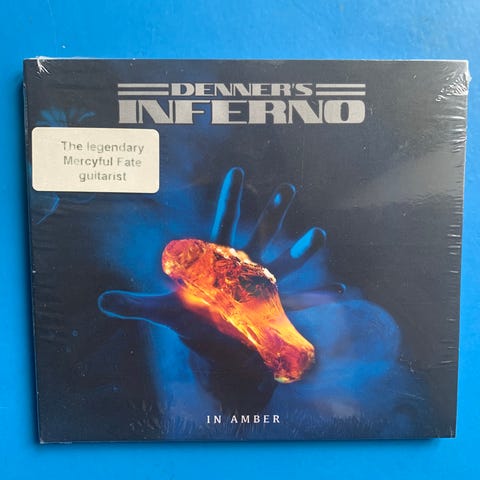 DENNER'S
INFERNO
The legendary
Mercyful Fate
guitarist
IN AMBER